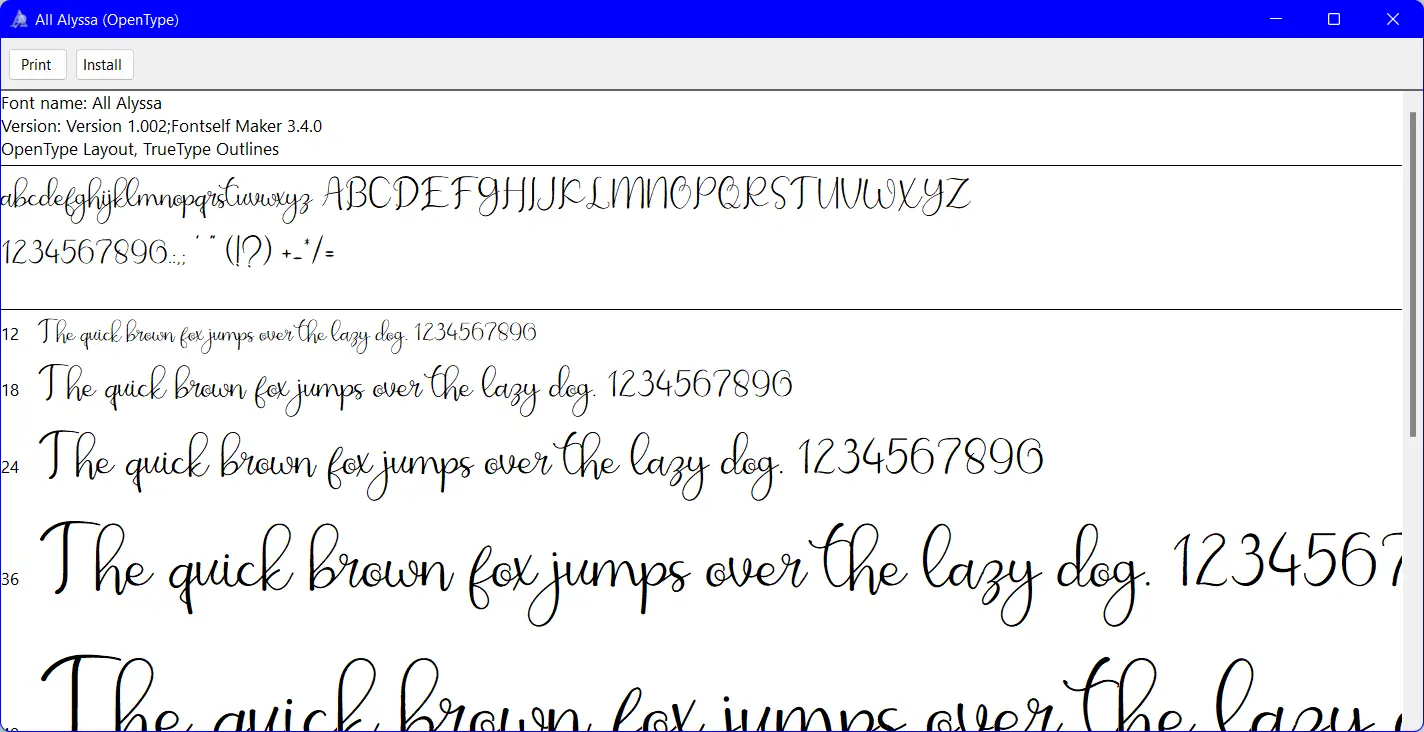 All Alyssa (OpenType)
Print Install
Font name: All Alyssa
Version: Version 1.002;Fontself Maker 3.4.0
OpenType Layout, TrueType Outlines
abcdefghijklmnopqrstuvwxyz ABCDEFGHIJKLMNOPQRSTUVWXYZ
1234567890.:,; ' " (!?) +-*/=
12 The quick brown fox jumps over the lazy dog. 1234567890
18 The quick brown fox jumps over the lazy dog. 1234567890
24 The quick brown fox jumps over the lazy dog. 1234567890
36 The quick brown fox jumps over the lazy dog. 1234567
The quick brown fox jumps over the lazy